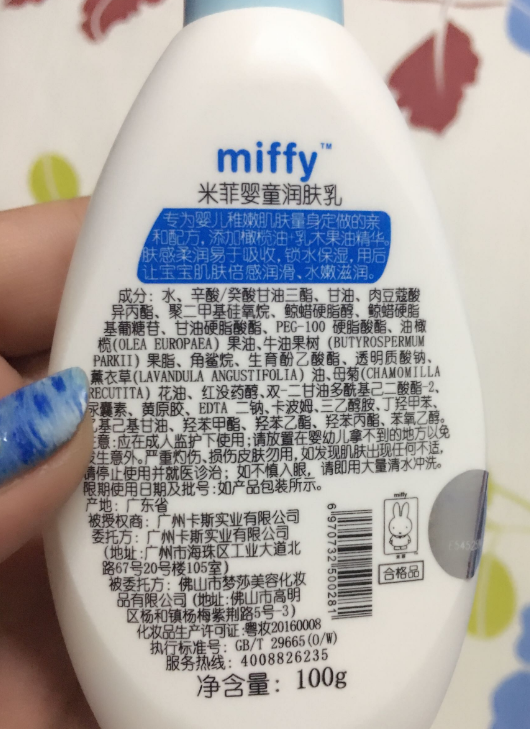 miffy™
米菲婴童润肤乳
专为婴儿稚嫩肌肤量身定做的亲
和配方,添加橄榄油·乳木果油精华。
肤感柔润易于吸收,锁水保湿,用后
让宝宝肌肤倍感润滑、水嫩滋润。
成分:水、辛酸/癸酸甘油三酯、甘油、肉豆蔻酸
异丙酯、聚二甲基硅氧烷、鲸蜡硬脂醇、鲸蜡硬脂
基葡糖苷、甘油硬脂酸酯、PEG-100 硬脂酸酯、油橄
榄(OLEA EUROPAEA) 果油、牛油果树 (BUTYROSPERMUM
PARKII) 果脂、角鲨烷、生育酚乙酸酯、透明质酸钠、
薰衣草(LAVANDULA ANGUSTIFOLIA) 油、母菊(CHAMOMILLA
RECUTITA) 花油、红没药醇、双-二甘油多酰基己二酸酯-2、
尿囊素、黄原胶、EDTA 二钠、卡波姆、三乙醇胺、丁羟甲苯、
乙基己基甘油、羟苯甲酯、羟苯乙酯、羟苯丙酯、苯氧乙醇。
注意:应在成人监护下使用;请放置在婴幼儿拿不到的地方以免
发生意外。严重灼伤、损伤皮肤勿用,如发现肌肤出现任何不适,
请停止使用并就医诊治;如不慎入眼,请即用大量清水冲洗。
限期使用日期及批号:如产品包装所示。
产地:广东省
被授权商:广州卡斯实业有限公司
委托方:广州卡斯实业有限公司
(地址:广州市海珠区工业大道北
路67号20号楼105室)
被委托方:佛山市梦莎美容化妆
品有限公司 (地址:佛山市高明
区杨和镇杨梅紫荆路5号-3)
化妆品生产许可证:粤妆20160008
执行标准号: GB/T 29665(O/W)
服务热线: 4008826235
净含量: 100g
6 970732 500281
miffy
合格品